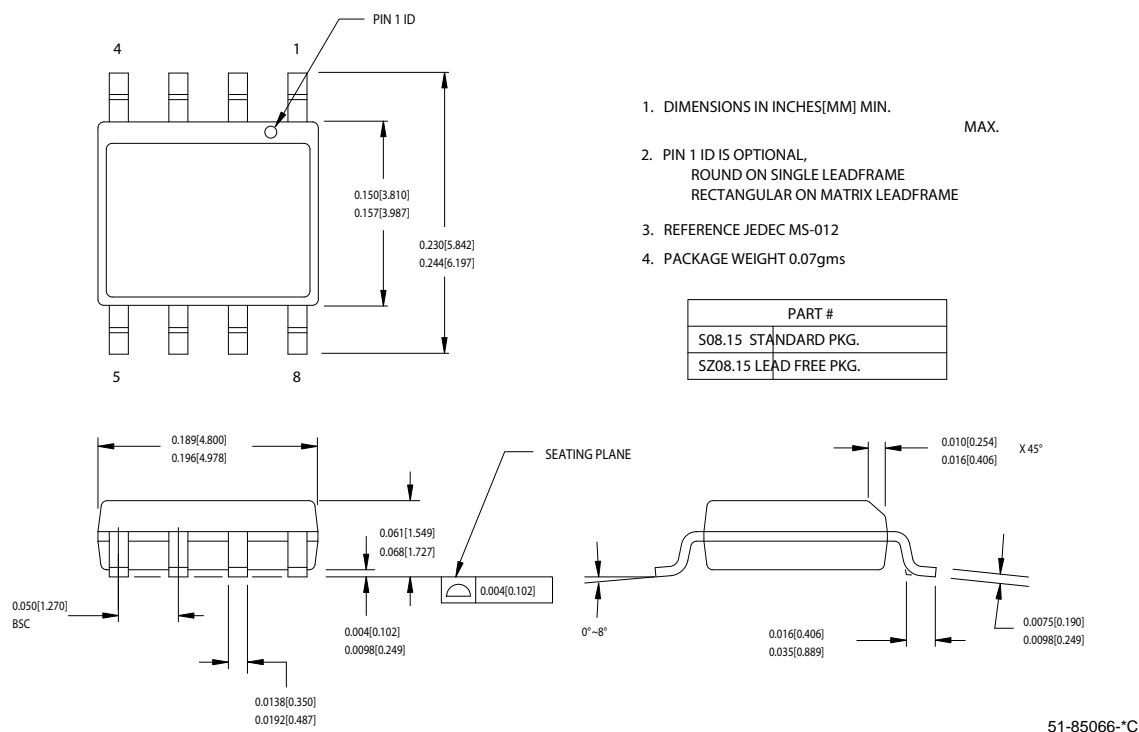 PIN 1 ID
4
1
0.150[3.810]
0.157[3.987]
0.230[5.842]
0.244[6.197]
5
8
1. DIMENSIONS IN INCHES[MM] MIN.
MAX.
2. PIN 1 ID IS OPTIONAL,
ROUND ON SINGLE LEADFRAME
RECTANGULAR ON MATRIX LEADFRAME
3. REFERENCE JEDEC MS-012
4. PACKAGE WEIGHT 0.07gms
PART #
S08.15 STANDARD PKG.
SZ08.15 LEAD FREE PKG.
0.189[4.800]
0.196[4.978]
SEATING PLANE
0.010[0.254]
0.016[0.406]
X 45°
0.061[1.549]
0.068[1.727]
0.004[0.102]
0.050[1.270]
BSC
0.004[0.102]
0.0098[0.249]
0°~8°
0.016[0.406]
0.035[0.889]
0.0075[0.190]
0.0098[0.249]
0.0138[0.350]
0.0192[0.487]
51-85066-*C